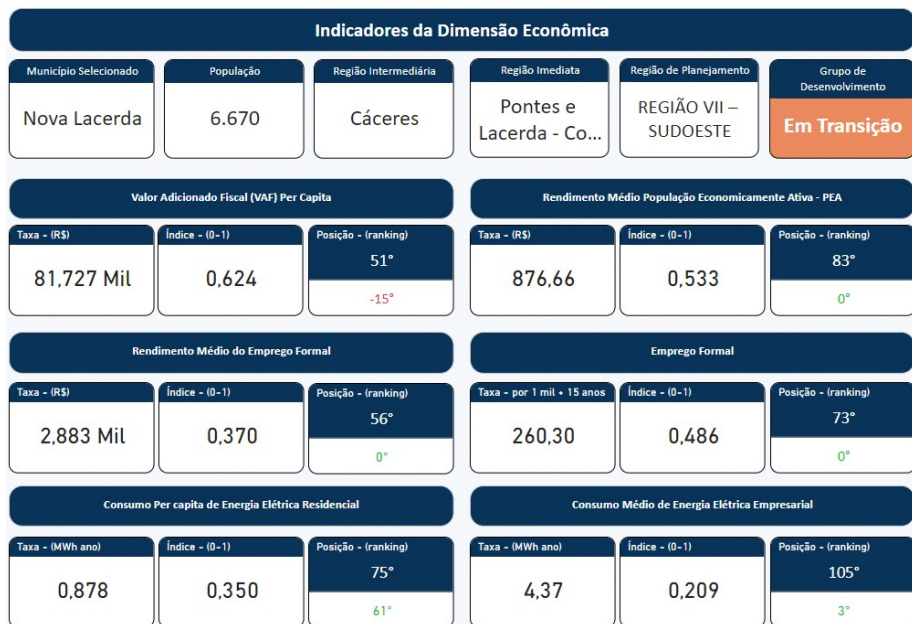 Indicadores da Dimensão Econômica
Município Selecionado
Nova Lacerda
População
6.670
Região Intermediária
Cáceres
Região Imediata
Pontes e
Lacerda - Co...
Região de Planejamento
REGIÃO VII –
SUDOESTE
Grupo de
Desenvolvimento
Em Transição
Valor Adicionado Fiscal (VAF) Per Capita
Taxa - (R$)
81,727 Mil
Índice - (0-1)
0,624
Posição - (ranking)
51°
-15°
Rendimento Médio População Economicamente Ativa - PEA
Taxa - (R$)
876,66
Índice - (0-1)
0,533
Posição - (ranking)
83°
0°
Rendimento Médio do Emprego Formal
Taxa - (R$)
2,883 Mil
Índice - (0-1)
0,370
Posição - (ranking)
56°
0°
Emprego Formal
Taxa - por 1 mil + 15 anos
260,30
Índice - (0-1)
0,486
Posição - (ranking)
73°
0°
Consumo Per capita de Energia Elétrica Residencial
Taxa - (MWh ano)
0,878
Índice - (0-1)
0,350
Posição - (ranking)
75°
61°
Consumo Médio de Energia Elétrica Empresarial
Taxa - (MWh ano)
4,37
Índice - (0-1)
0,209
Posição - (ranking)
105°
3°